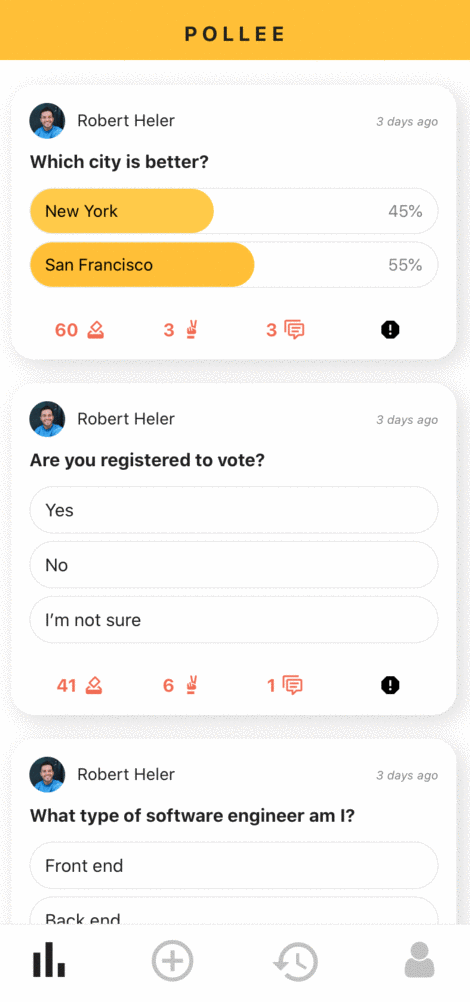 POLLEE
Robert Heler 3 days ago
Which city is better?
New York 45%
San Francisco 55%
60 3 3
Robert Heler 3 days ago
Are you registered to vote?
Yes
No
I’m not sure
41 6 1
Robert Heler 3 days ago
What type of software engineer am I?
Front end
Back end